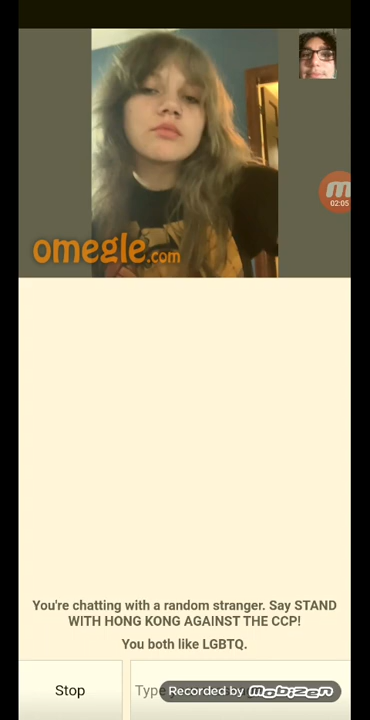 02:05
omegle.com
You're chatting with a random stranger. Say STAND
WITH HONG KONG AGAINST THE CCP!
You both like LGBTQ.
Stop
Type
Recorded by mobizen